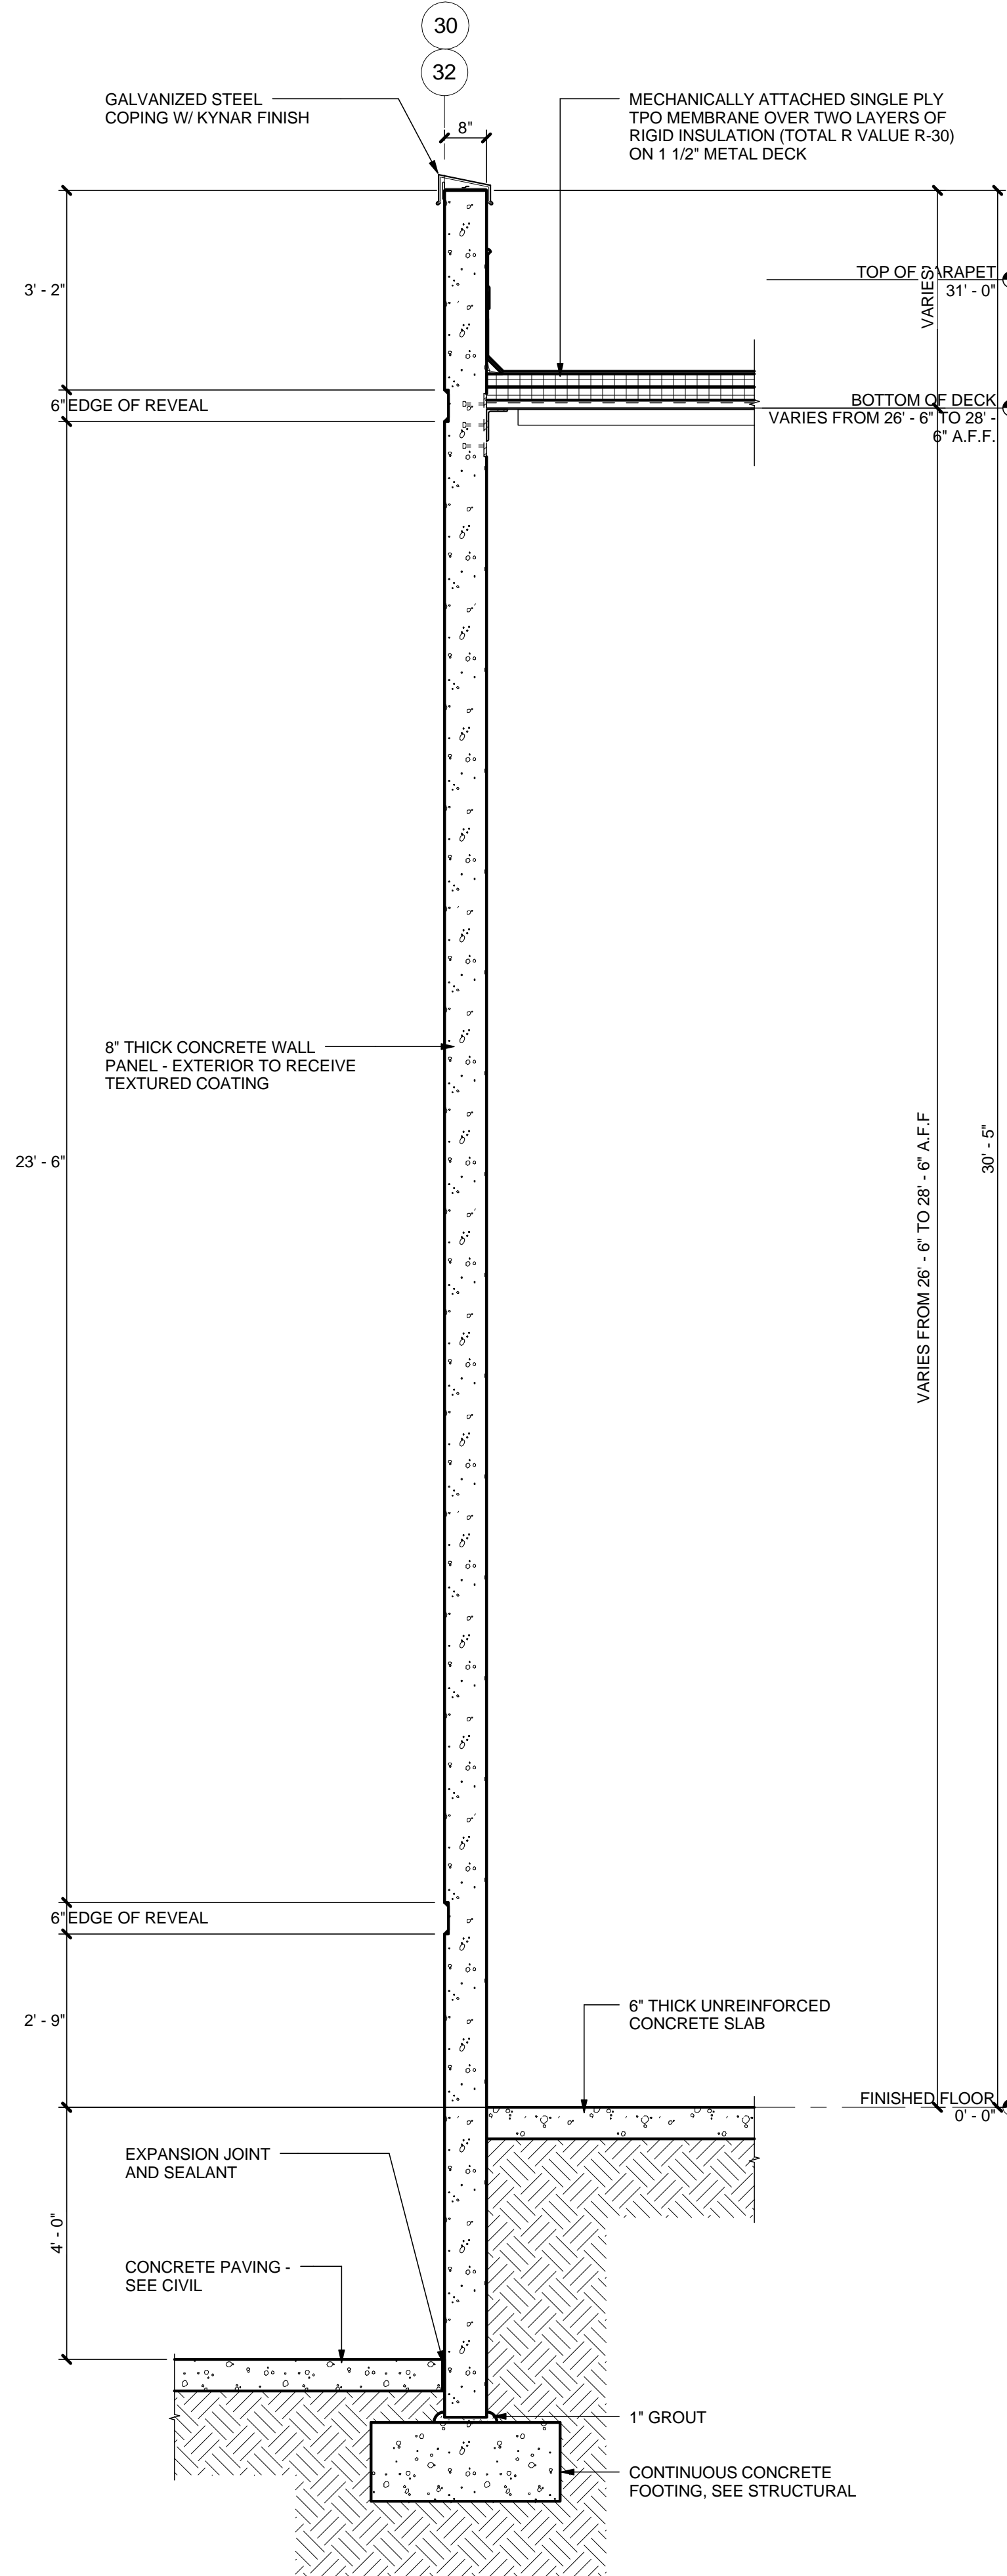 30
32
GALVANIZED STEEL
COPING W/ KYNAR FINISH
8"
MECHANICALLY ATTACHED SINGLE PLY
TPO MEMBRANE OVER TWO LAYERS OF
RIGID INSULATION (TOTAL R VALUE R-30)
ON 1 1/2" METAL DECK
3' - 2"
TOP OF PARAPET
31' - 0"
VARIES
6" EDGE OF REVEAL
BOTTOM OF DECK
VARIES FROM 26' - 6" TO 28' -
6" A.F.F.
8" THICK CONCRETE WALL
PANEL - EXTERIOR TO RECEIVE
TEXTURED COATING
23' - 6"
VARIES FROM 26' - 6" TO 28' - 6" A.F.F
30' - 5"
6" EDGE OF REVEAL
2' - 9"
6" THICK UNREINFORCED
CONCRETE SLAB
FINISHED FLOOR
0' - 0"
EXPANSION JOINT
AND SEALANT
4' - 0"
CONCRETE PAVING -
SEE CIVIL
1" GROUT
CONTINUOUS CONCRETE
FOOTING, SEE STRUCTURAL